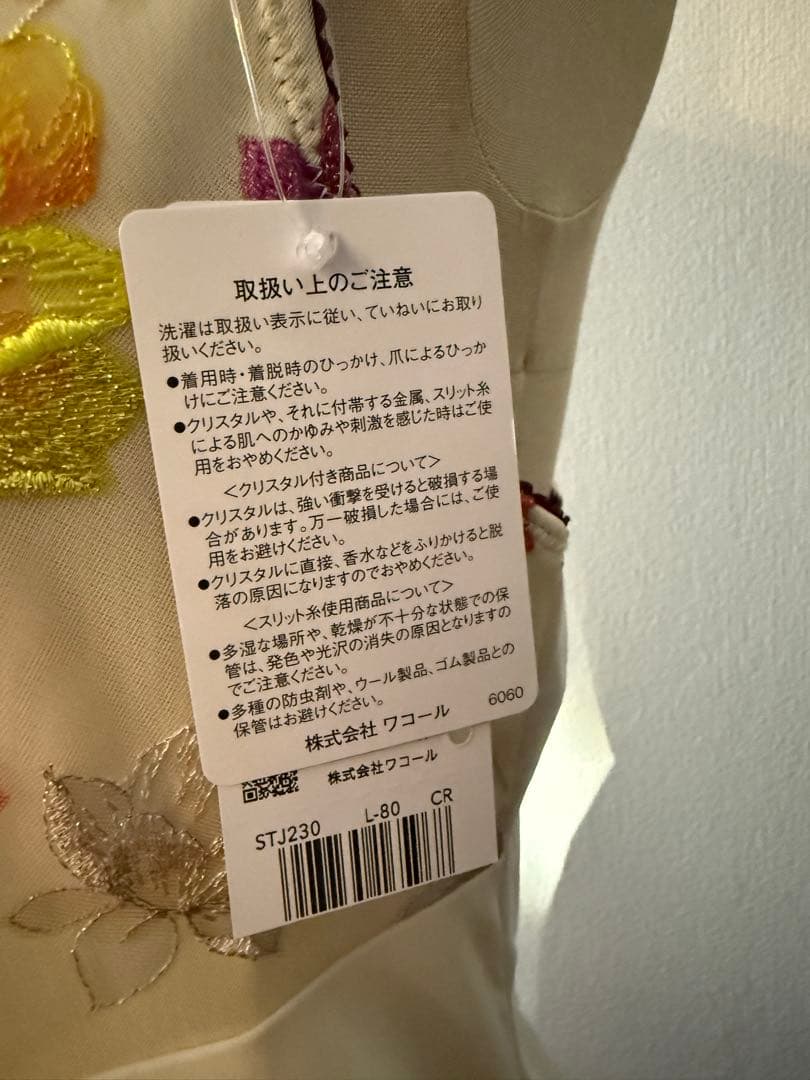 取扱い上のご注意
洗濯は取扱い表示に従い、ていねいにお取り
扱いください。
●着用時・着脱時のひっかけ、爪によるひっか
けにご注意ください。
●クリスタルや、それに付帯する金属、スリット糸
による肌へのかゆみや刺激を感じた時はご使
用をおやめください。
＜クリスタル付き商品について＞
●クリスタルは、強い衝撃を受けると破損する場
合があります。万一破損した場合には、ご使
用をお避けください。
●クリスタルに直接、香水などをふりかけると脱
落の原因になりますのでおやめください。
＜スリット糸使用商品について＞
●多湿な場所や、乾燥が不十分な状態での保
管は、発色や光沢の消失の原因となりますの
でご注意ください。
●多種の防虫剤や、ウール製品、ゴム製品との
保管はお避けください。
株式会社 ワコール 6060
株式会社ワコール
STJ230 L-80 CR